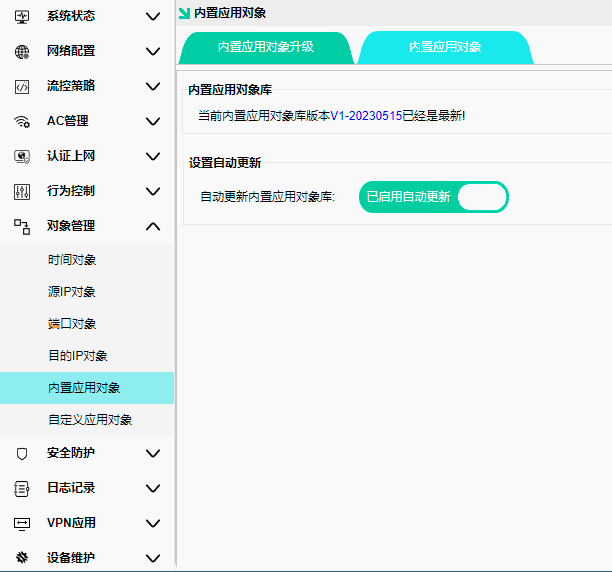 系统状态
网络配置
流控策略
AC管理
认证上网
行为控制
对象管理
时间对象
源IP对象
端口对象
目的IP对象
内置应用对象
自定义应用对象
安全防护
日志记录
VPN应用
设备维护
内置应用对象
内置应用对象升级
内置应用对象
内置应用对象库
当前内置应用对象库版本V1-20230515已经是最新!
设置自动更新
自动更新内置应用对象库: 已启用自动更新